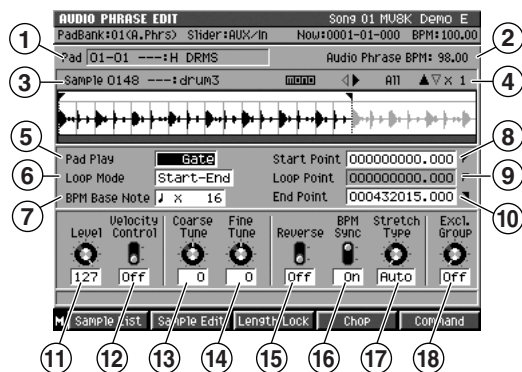 AUDIO PHRASE EDIT Song 01 MV8K Demo E
PadBank:01(A.Phrs) Slider:AUX/In Now:0001-01-000 BPM:100.00
1 Pad 01-01 ---:H DRMS Audio Phrase BPM: 98.00 2
3 Sample 0148 ---:drum3 mono All x 1 4
5 Pad Play Gate Start Point 000000000.000 8
6 Loop Mode Start-End Loop Point 000000000.000 9
7 BPM Base Note ♩ x 16 End Point 000432015.000 10
Level Velocity Control Coarse Tune Fine Tune Reverse BPM Sync Stretch Type Excl. Group
127 Off 0 0 Off On Auto Off
M Sample List Sample Edit Length Lock Chop Command
11 12 13 14 15 16 17 18